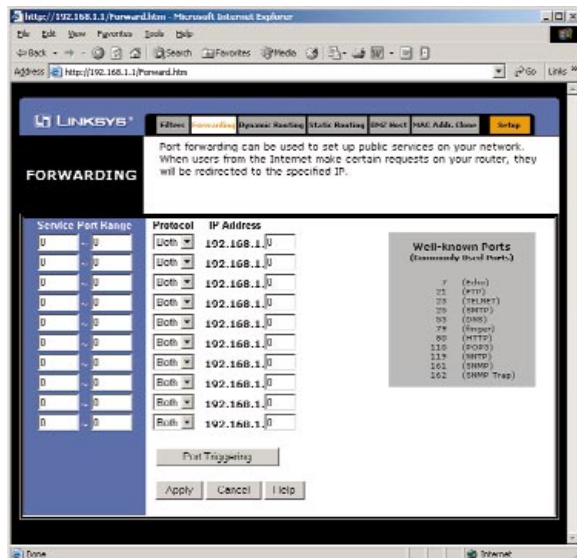 http://192.168.1.1/Forward.htm - Microsoft Internet Explorer
File Edit View Favorites Tools Help
Back Search Favorites Media
Address http://192.168.1.1/Forward.htm Go Links
LINKSYS®
Filters Forwarding Dynamic Routing Static Routing DMZ Host MAC Addr. Clone Setup
FORWARDING
Port forwarding can be used to set up public services on your network.
When users from the Internet make certain requests on your router, they
will be redirected to the specified IP.
Service Port Range Protocol IP Address
0 ~ 0 Both 192.168.1.0
0 ~ 0 Both 192.168.1.0
0 ~ 0 Both 192.168.1.0
0 ~ 0 Both 192.168.1.0
0 ~ 0 Both 192.168.1.0
0 ~ 0 Both 192.168.1.0
0 ~ 0 Both 192.168.1.0
0 ~ 0 Both 192.168.1.0
0 ~ 0 Both 192.168.1.0
0 ~ 0 Both 192.168.1.0
Well-known Ports
(Commonly Used Ports)
7 (Echo)
21 (FTP)
23 (TELNET)
25 (SMTP)
53 (DNS)
79 (finger)
80 (HTTP)
110 (POP3)
119 (NNTP)
161 (SNMP)
162 (SNMP Trap)
Port Triggering
Apply Cancel Help
Done Internet